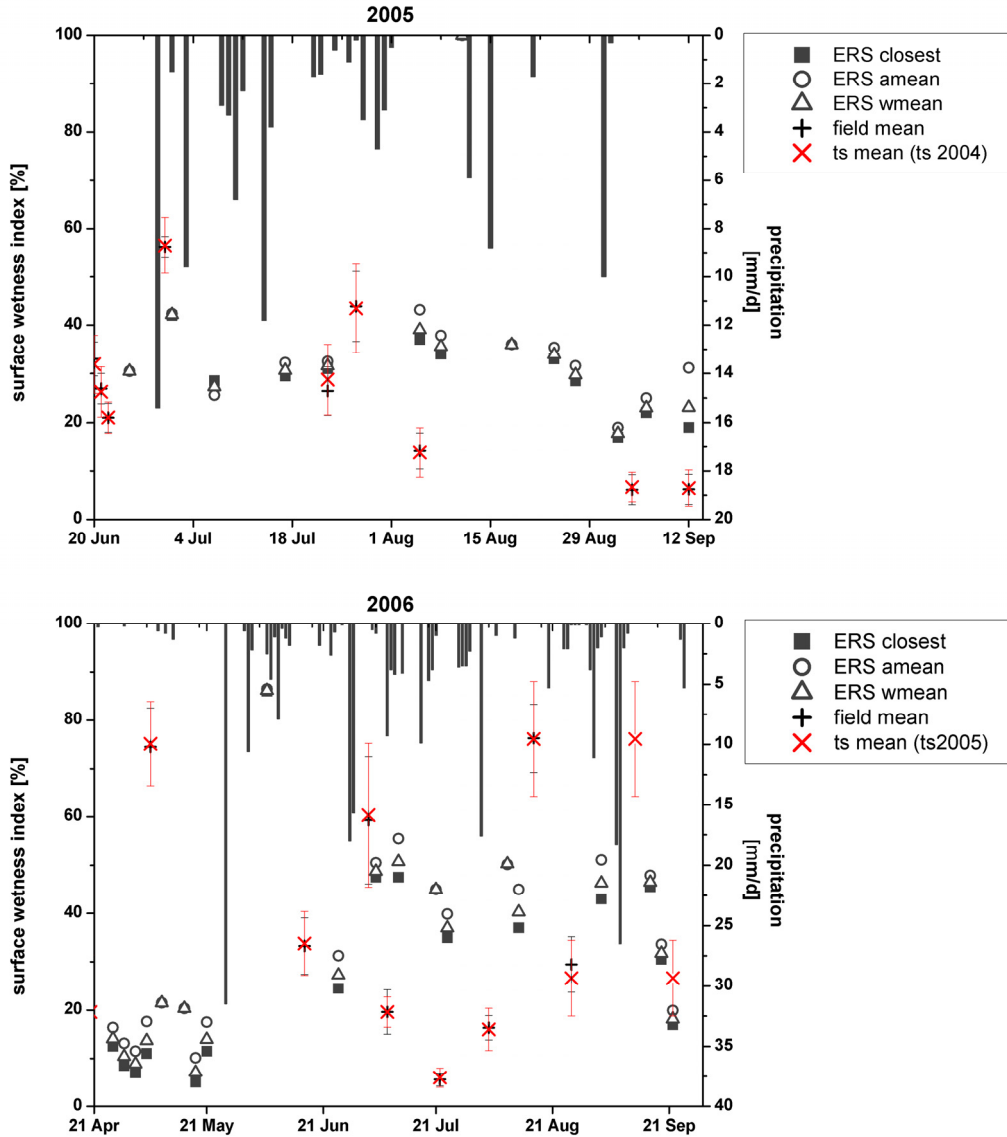 2005
surface wetness index [%]
100
80
60
40
20
0
20 Jun
4 Jul
18 Jul
1 Aug
15 Aug
29 Aug
12 Sep
0
2
4
6
8
10
12
14
16
18
20
precipitation
[mm/d]
ERS closest
ERS amean
ERS wmean
field mean
ts mean (ts 2004)
2006
surface wetness index [%]
100
80
60
40
20
0
21 Apr
21 May
21 Jun
21 Jul
21 Aug
21 Sep
0
5
10
15
20
25
30
35
40
precipitation
[mm/d]
ERS closest
ERS amean
ERS wmean
field mean
ts mean (ts2005)